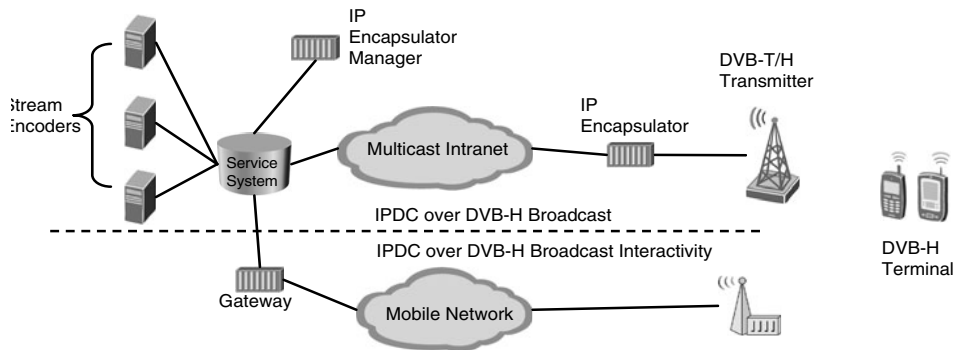 IP
Encapsulator
Manager
DVB-T/H
Transmitter
tream
Encoders
IP
Encapsulator
Service
System
Multicast Intranet
IPDC over DVB-H Broadcast
IPDC over DVB-H Broadcast Interactivity
DVB-H
Terminal
Gateway
Mobile Network